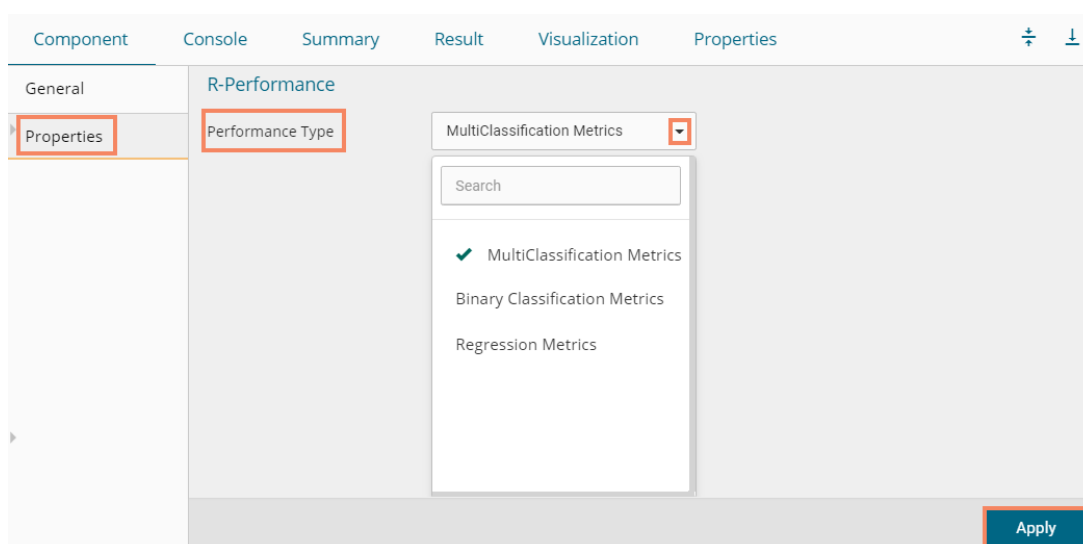 Component Console Summary Result Visualization Properties
General
R-Performance
Properties
Performance Type
MultiClassification Metrics
Search
MultiClassification Metrics
Binary Classification Metrics
Regression Metrics
Apply